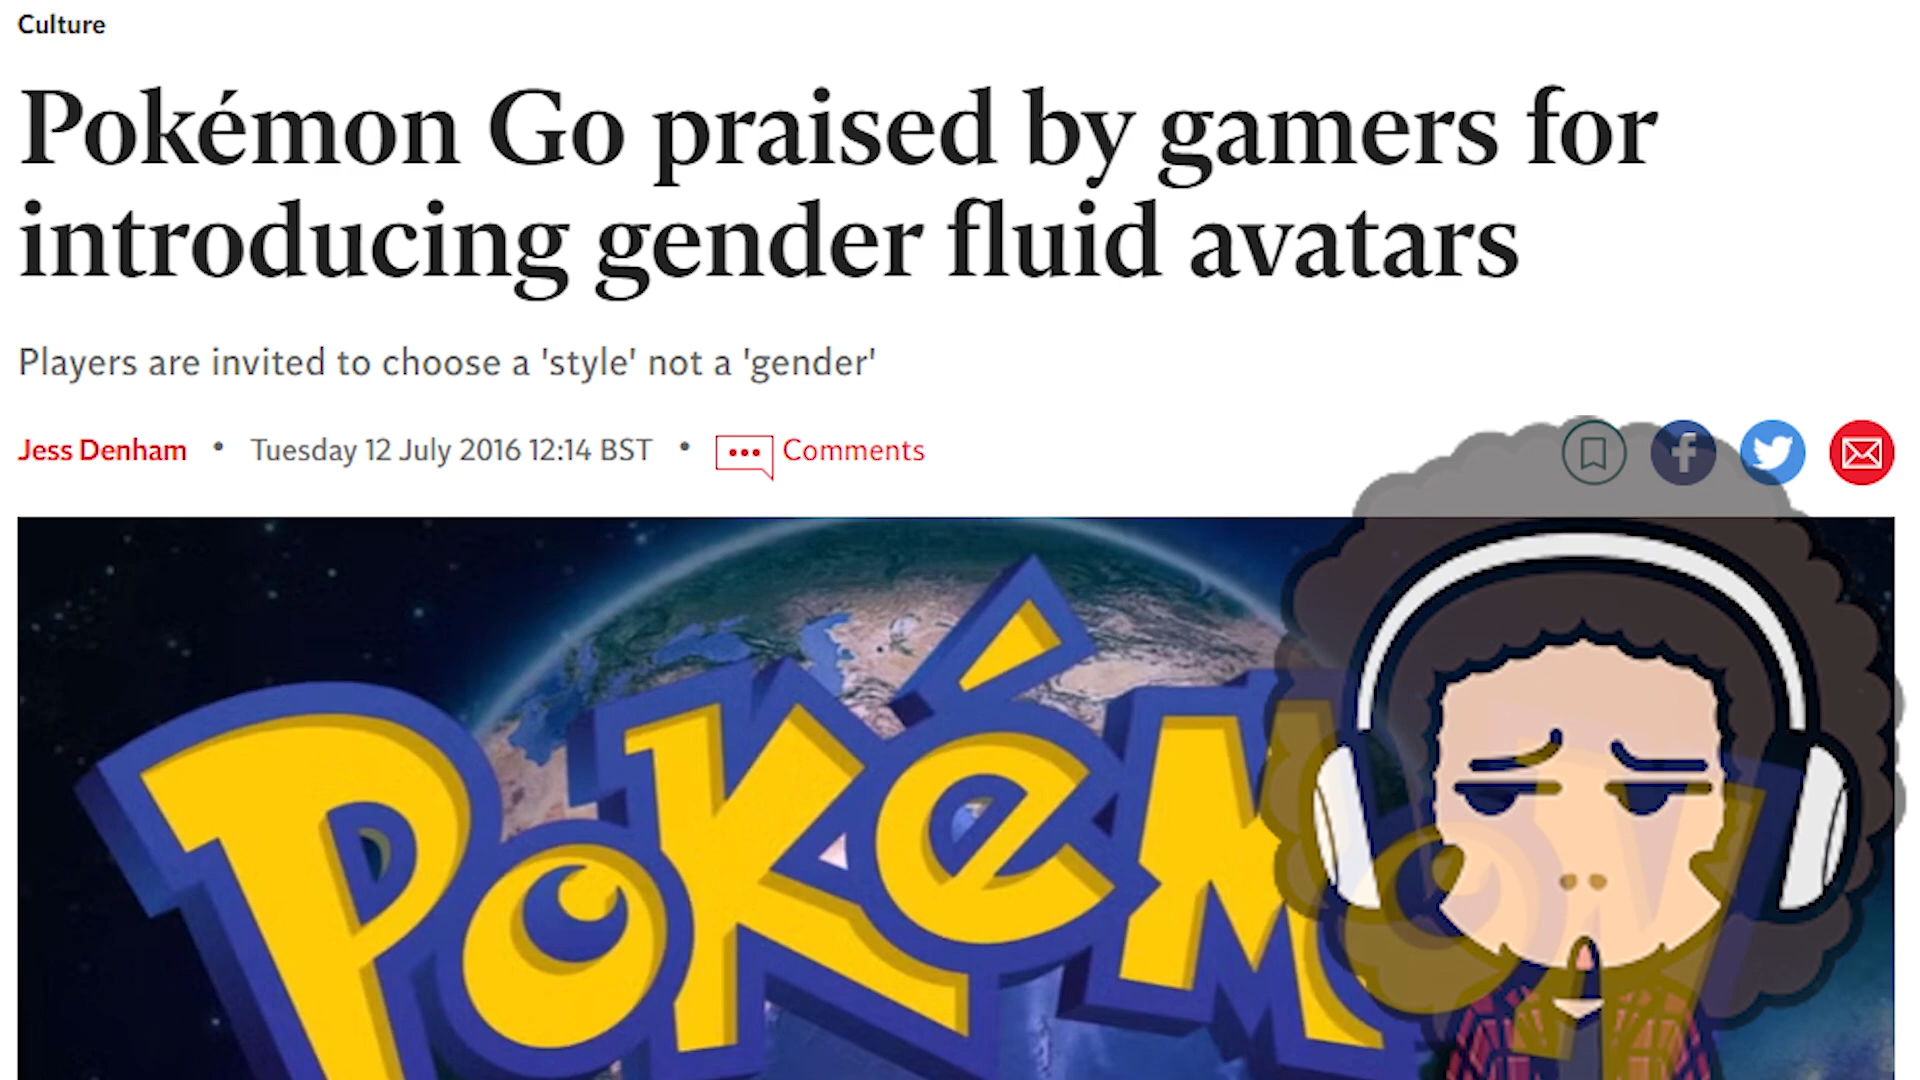 Culture
Pokémon Go praised by gamers for
introducing gender fluid avatars
Players are invited to choose a 'style' not a 'gender'
Jess Denham • Tuesday 12 July 2016 12:14 BST • Comments
POKÉMON